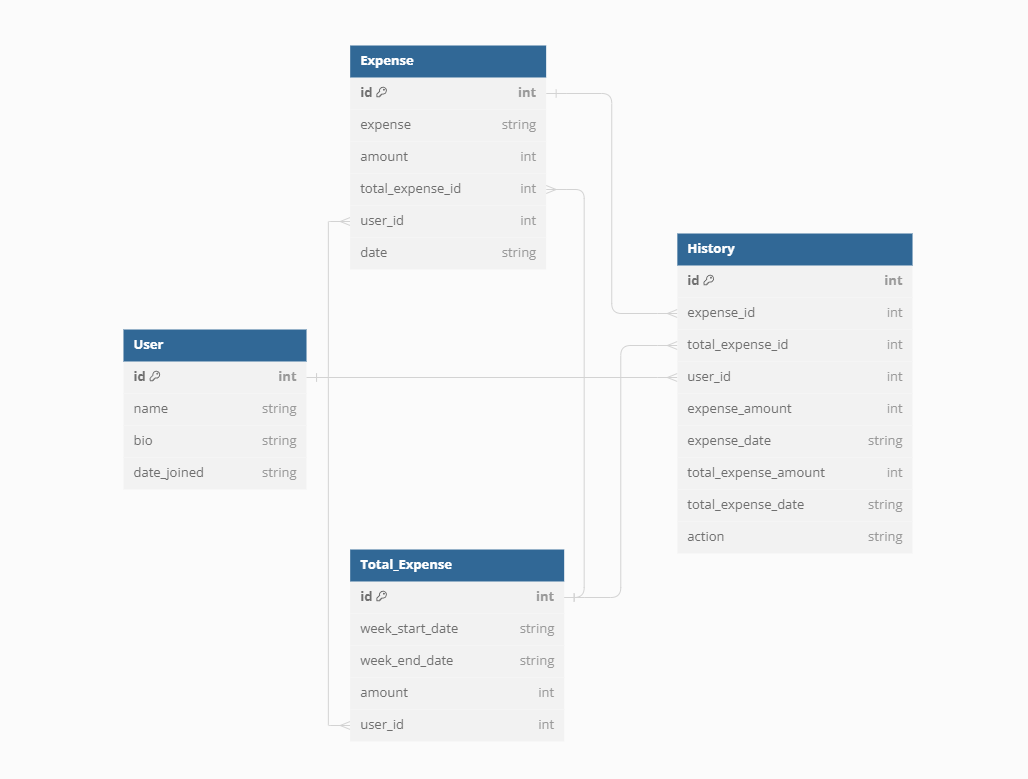 Expense
id int
expense string
amount int
total_expense_id int
user_id int
date string
History
id int
expense_id int
total_expense_id int
user_id int
expense_amount int
expense_date string
total_expense_amount int
total_expense_date string
action string
User
id int
name string
bio string
date_joined string
Total_Expense
id int
week_start_date string
week_end_date string
amount int
user_id int